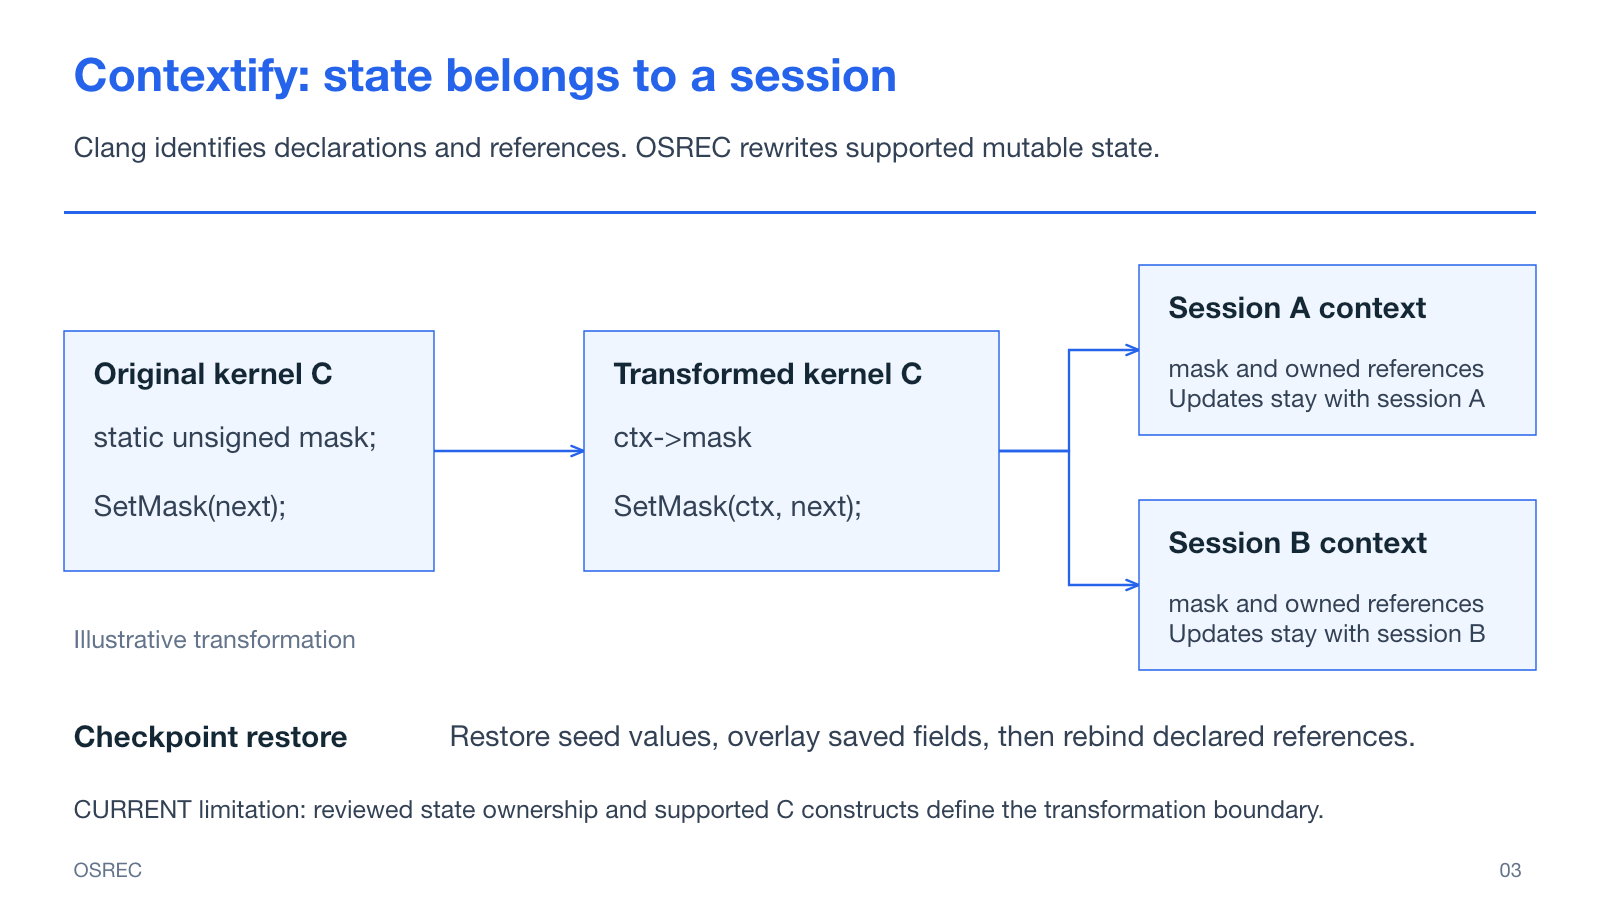 Contextify: state belongs to a session
Clang identifies declarations and references. OSREC rewrites supported mutable state.
Original kernel C
static unsigned mask;
SetMask(next);
Transformed kernel C
ctx->mask
SetMask(ctx, next);
Session A context
mask and owned references
Updates stay with session A
Session B context
mask and owned references
Updates stay with session B
Illustrative transformation
Checkpoint restore
Restore seed values, overlay saved fields, then rebind declared references.
CURRENT limitation: reviewed state ownership and supported C constructs define the transformation boundary.
OSREC
03